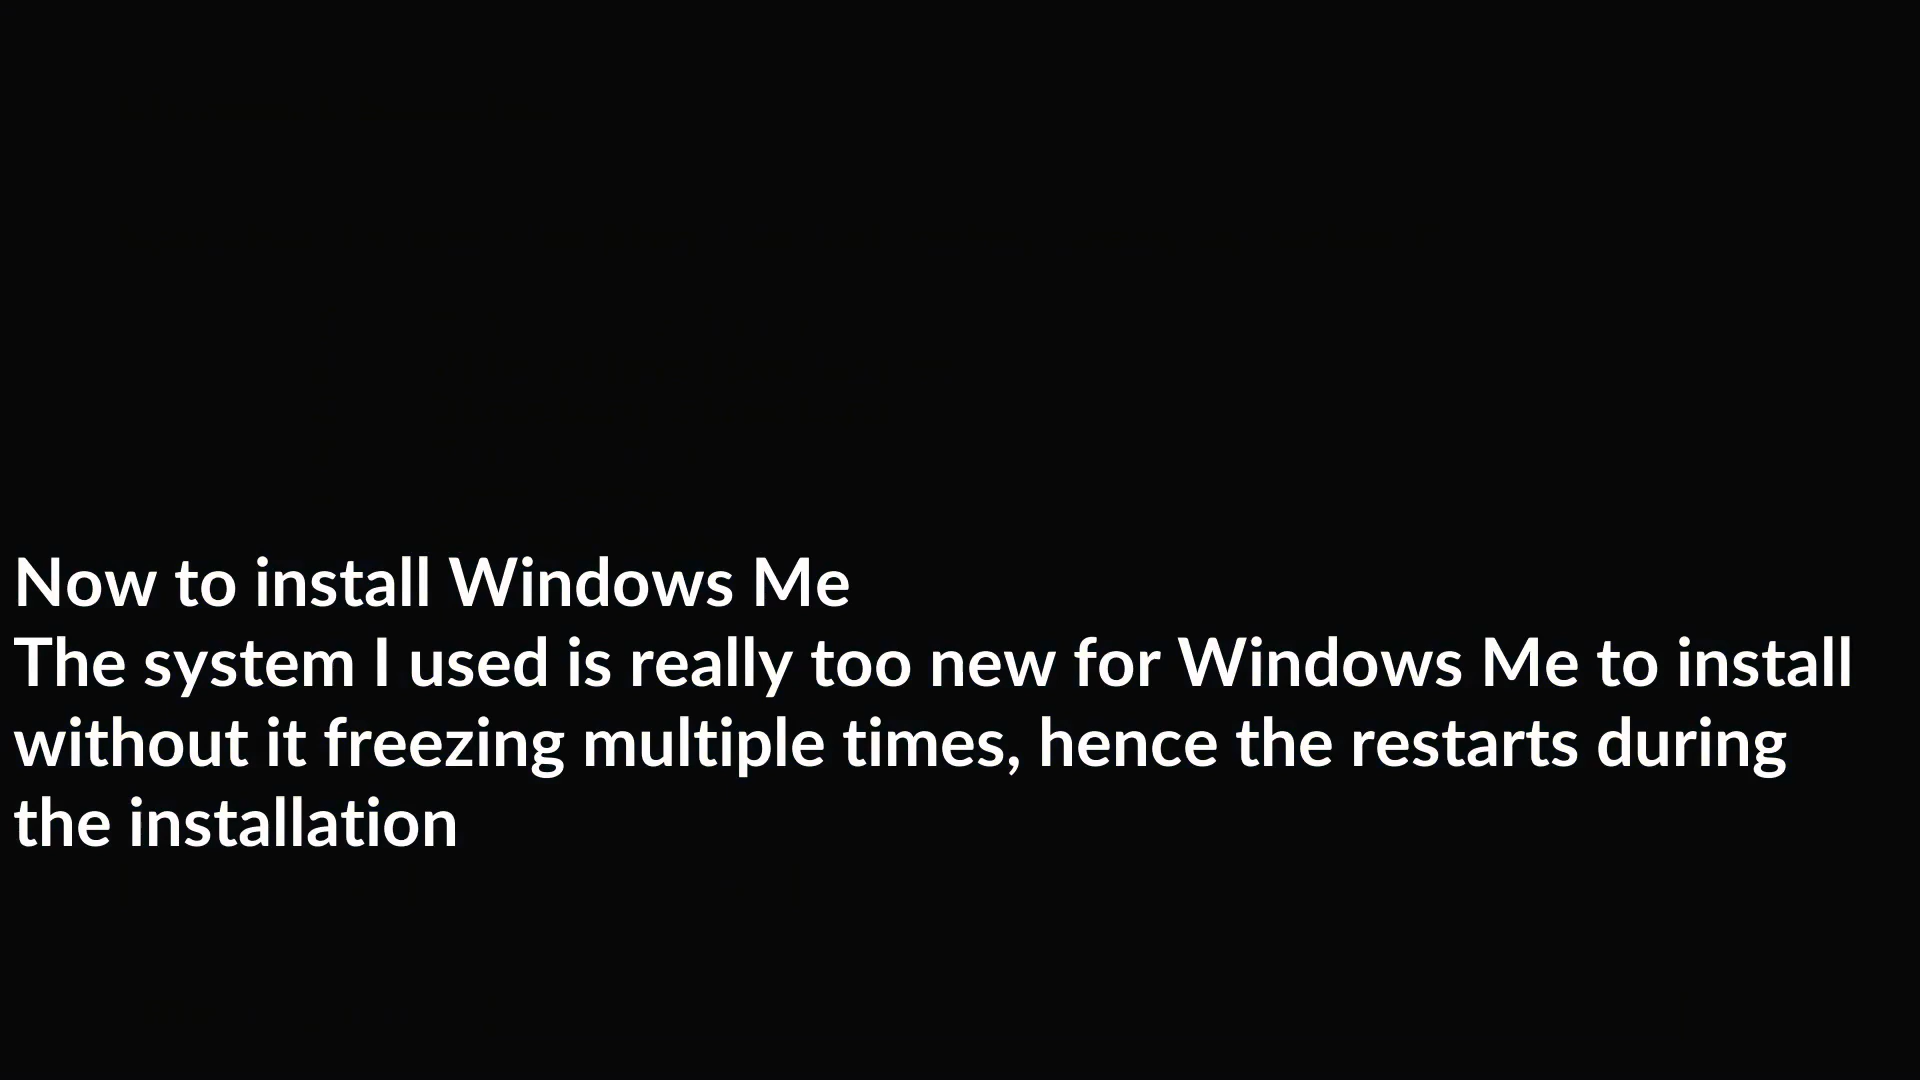 Now to install Windows Me
The system I used is really too new for Windows Me to install
without it freezing multiple times, hence the restarts during
the installation